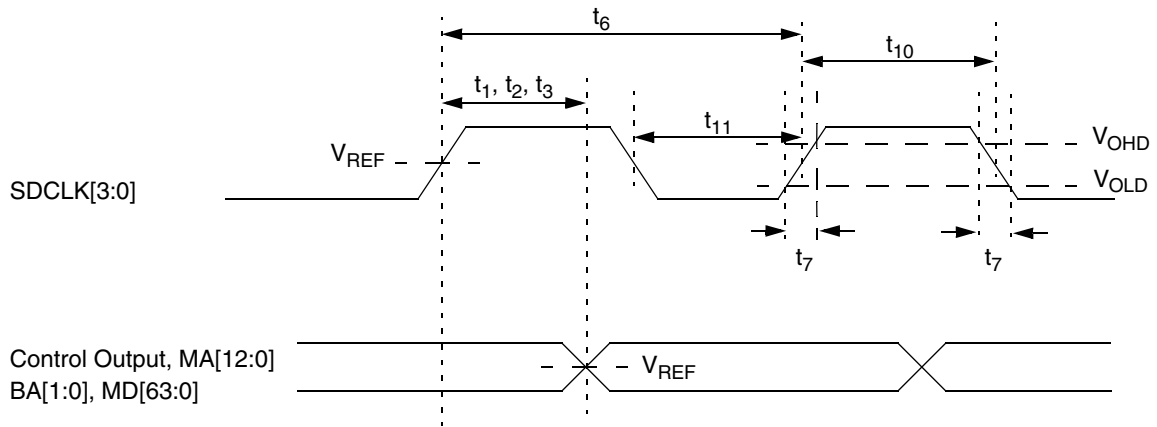 t6
t10
t1, t2, t3
t11
VREF
VOHD
SDCLK[3:0]
VOLD
t7
t7
Control Output, MA[12:0]
VREF
BA[1:0], MD[63:0]